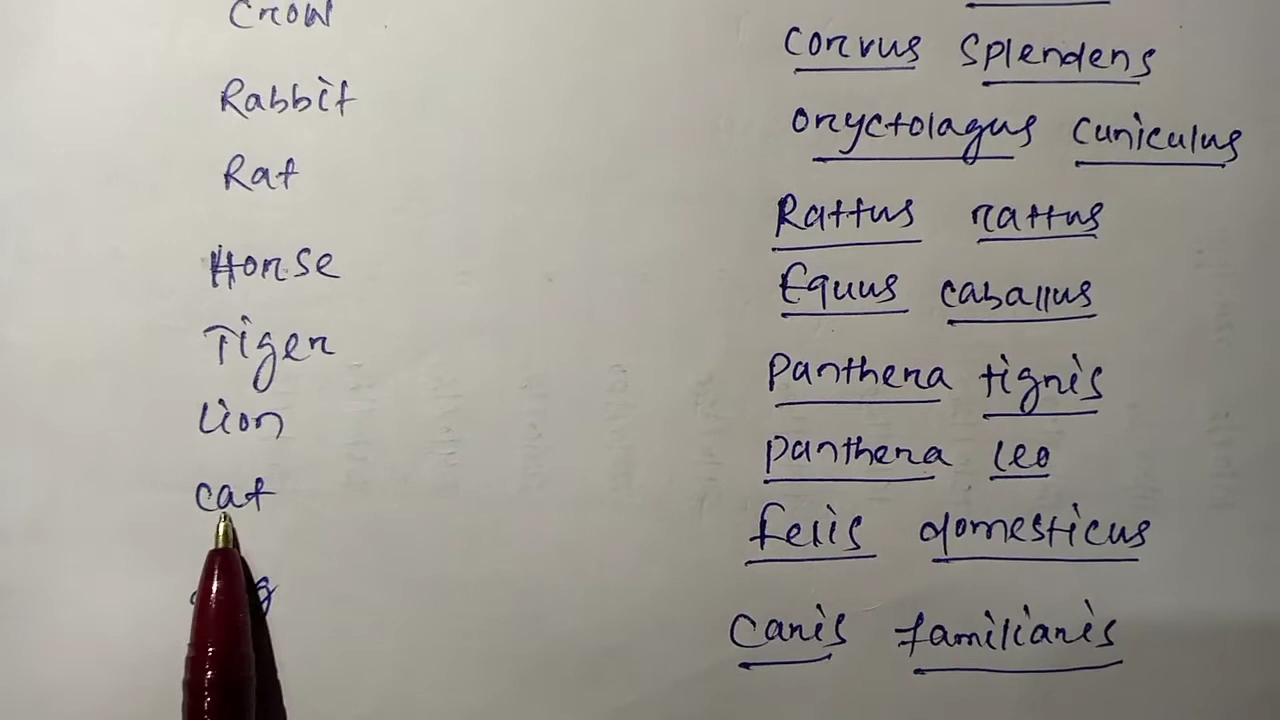 Crow
Corvus Splendens
Rabbit
Oryctolagus cuniculus
Rat
Rattus rattus
Horse
Equus caballus
Tiger
Panthera tigris
Lion
Panthera leo
Cat
Felis domesticus
Canis familiaris